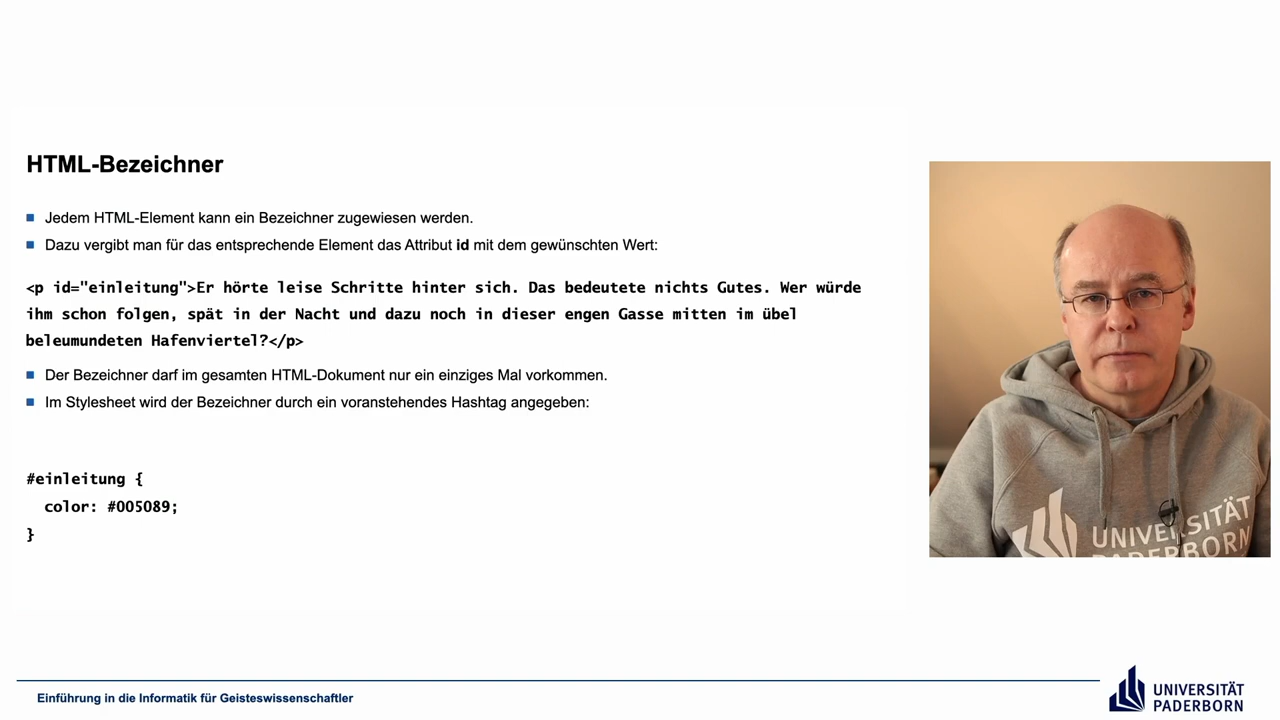 HTML-Bezeichner
Jedem HTML-Element kann ein Bezeichner zugewiesen werden.
Dazu vergibt man für das entsprechende Element das Attribut id mit dem gewünschten Wert:
<p id="einleitung">Er hörte leise Schritte hinter sich. Das bedeutete nichts Gutes. Wer würde
ihm schon folgen, spät in der Nacht und dazu noch in dieser engen Gasse mitten im übel
beleumundeten Hafenviertel?</p>
Der Bezeichner darf im gesamten HTML-Dokument nur ein einziges Mal vorkommen.
Im Stylesheet wird der Bezeichner durch ein voranstehendes Hashtag angegeben:
#einleitung {
color: #005089;
}
UNIVERSITÄT
PADERBORN
Einführung in die Informatik für Geisteswissenschaftler
UNIVERSITÄT
PADERBORN